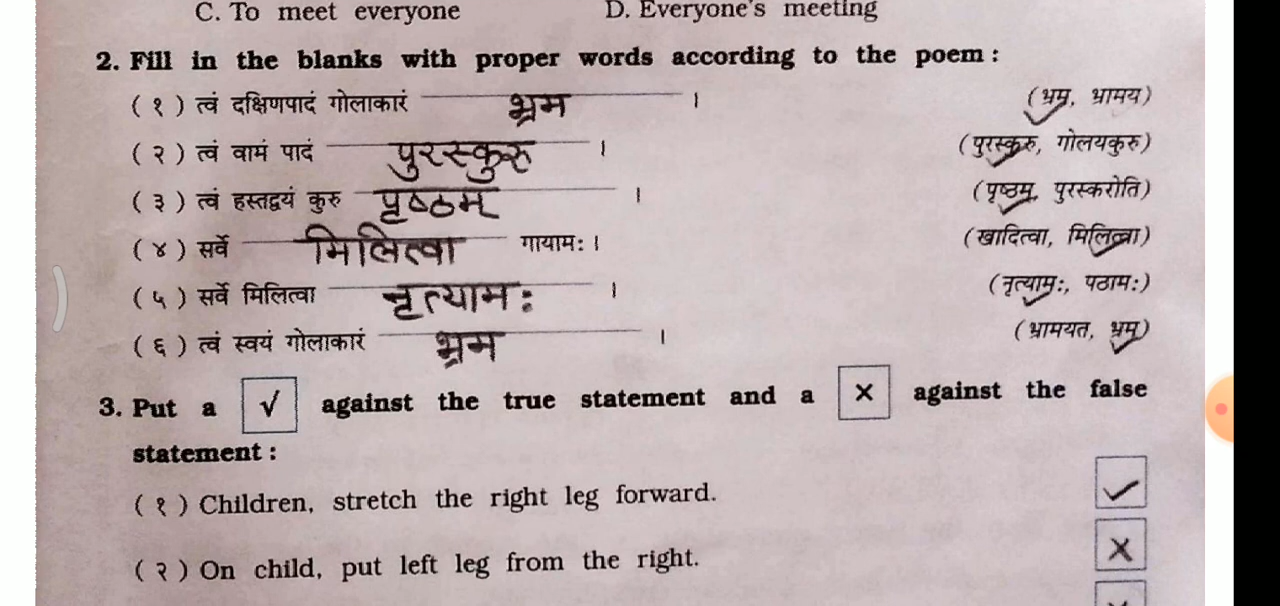 C. To meet everyone D. Everyone's meeting
2. Fill in the blanks with proper words according to the poem :
( १ ) त्वं दक्षिणपादं गोलाकारं भ्रम । (भ्रम, भ्रामय)
( २ ) त्वं वामं पादं पुरस्कुरु । (पुरस्कुरु, गोलयकुरु)
( ३ ) त्वं हस्तद्वयं कुरु पृष्ठम् । (पृष्ठम्, पुरस्करोति)
( ४ ) सर्वे मिलित्वा गायामः । (खादित्वा, मिलित्वा)
( ५ ) सर्वे मिलित्वा नृत्यामः । (नृत्यामः, पठामः)
( ६ ) त्वं स्वयं गोलाकारं भ्रम । (भ्रामयत, भ्रम)
3. Put a √ against the true statement and a × against the false
statement :
( १ ) Children, stretch the right leg forward. ✓
( २ ) On child, put left leg from the right. ×